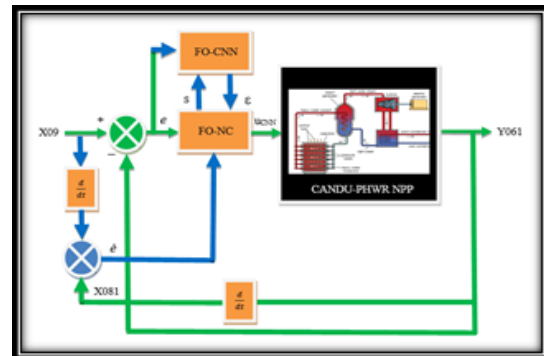 FO-CNN
s
ε
X09
+
e
FO-NC
uCNN
Y061
−
d/dt
CANDU-PHWR NPP
ė
X081
d/dt